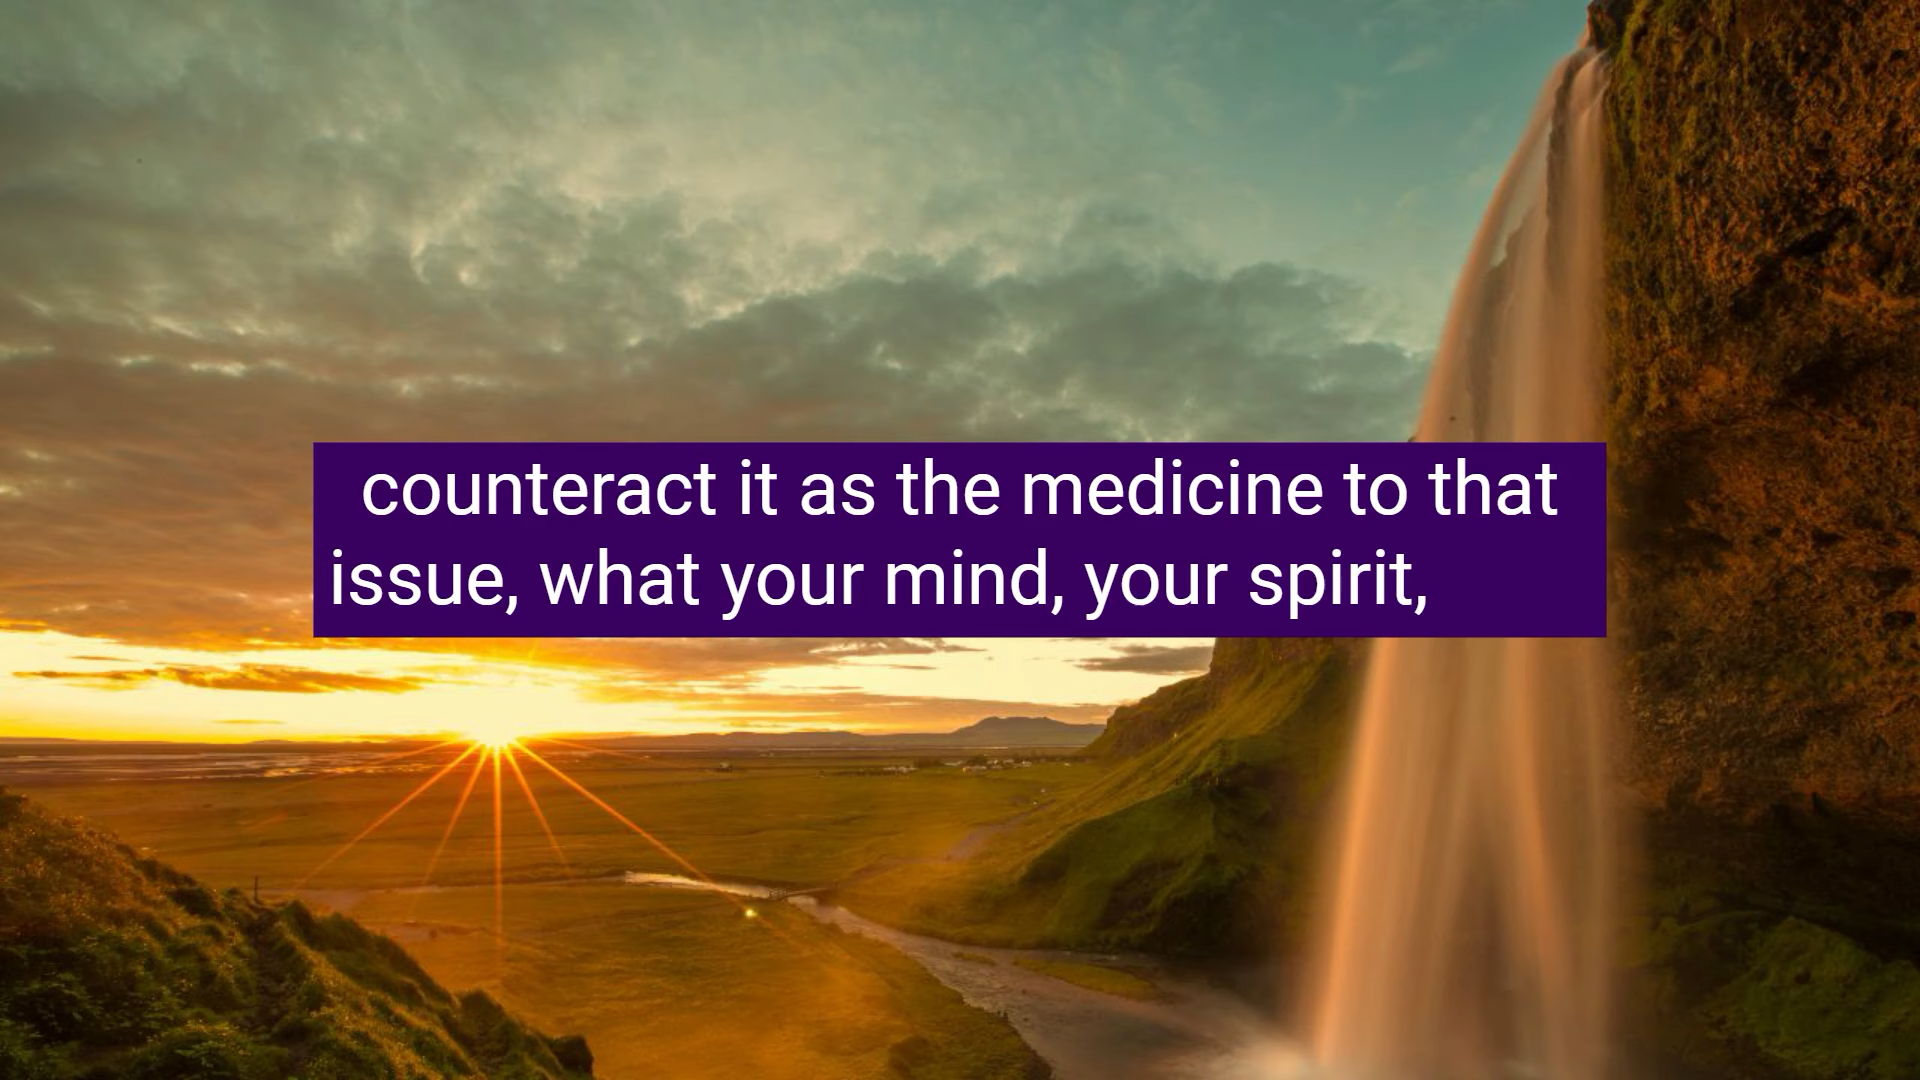 counteract it as the medicine to that
issue, what your mind, your spirit,